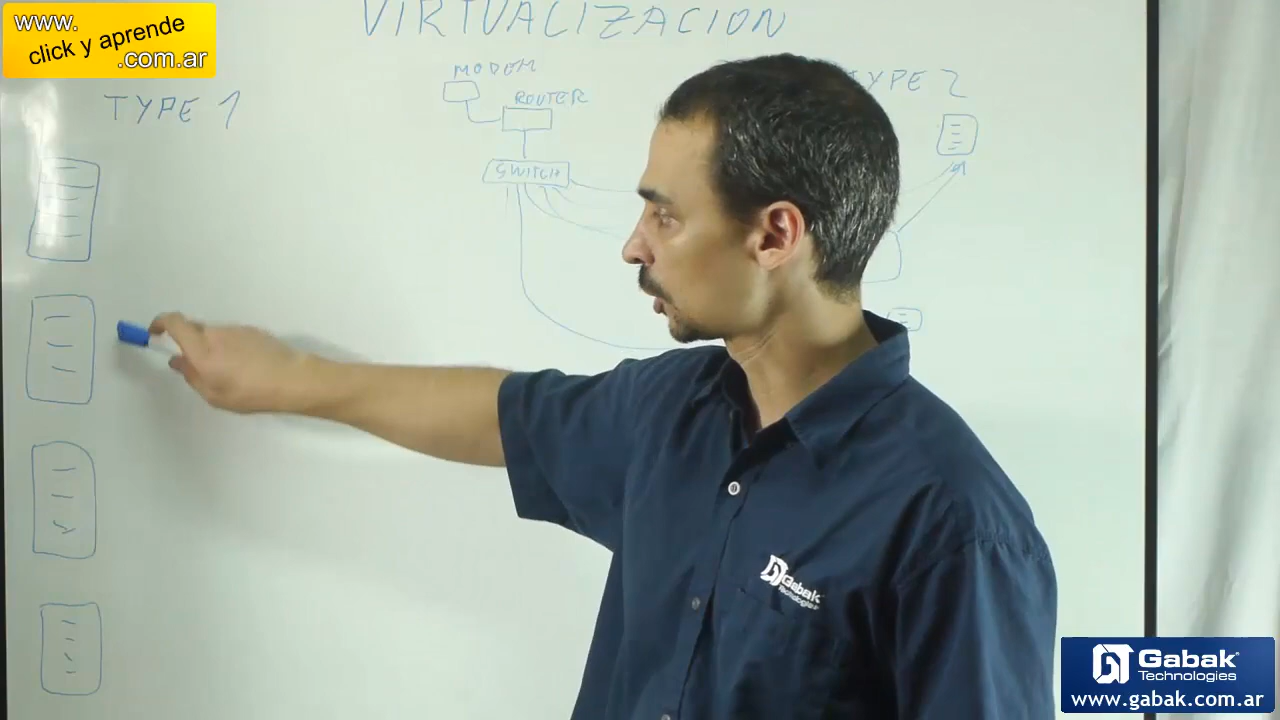 www.
click y aprende
.com.ar
VIRTUALIZACION
MODEM
ROUTER
SWITCH
TYPE 1
TYPE 2
Gabak
Technologies
Gabak
Technologies
www.gabak.com.ar